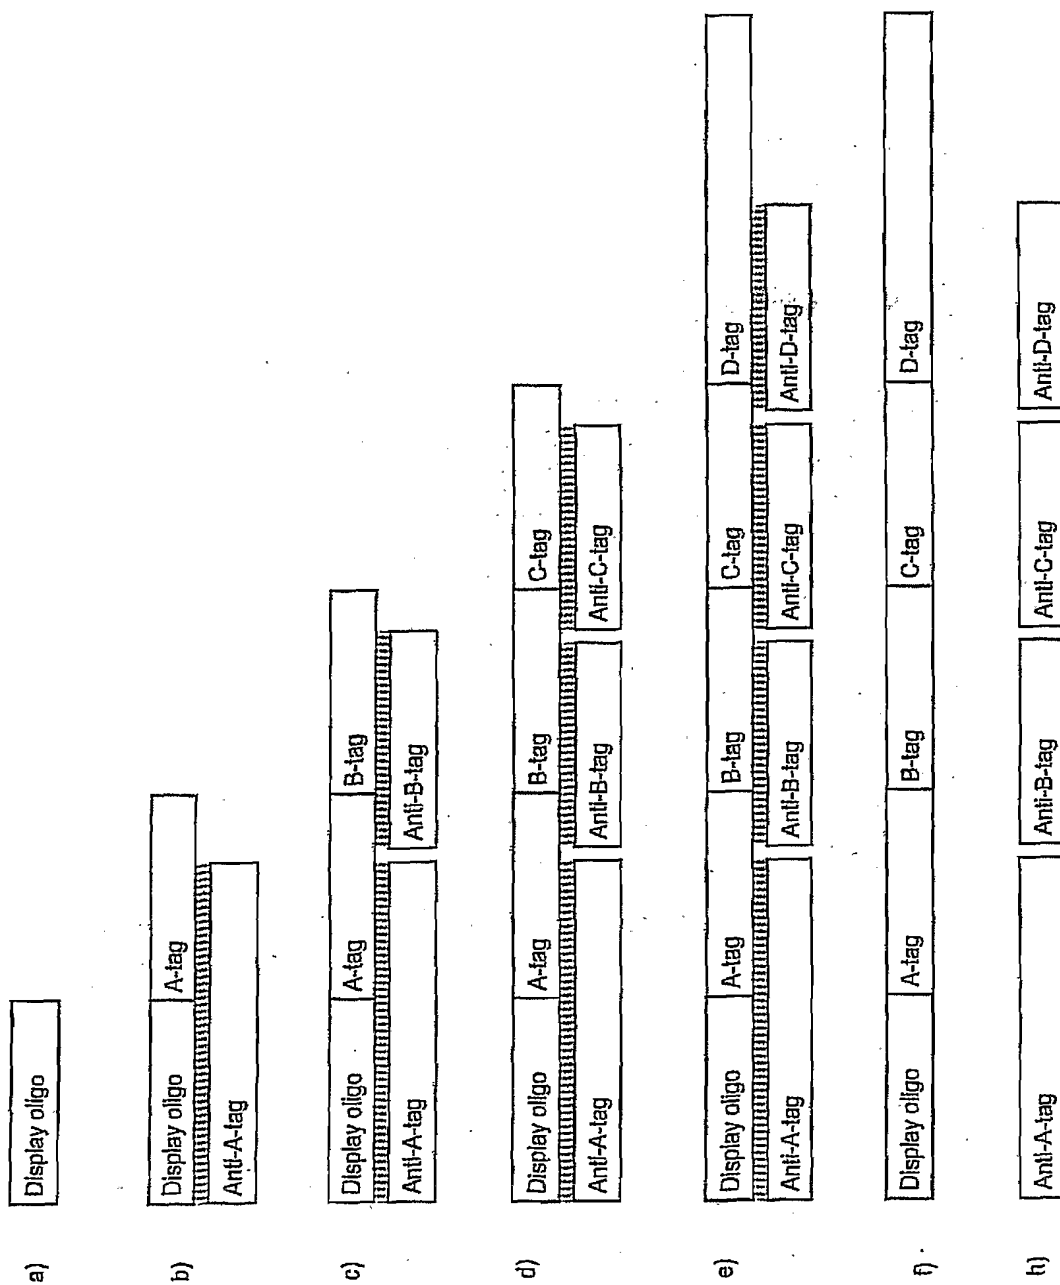 a)
Display oligo
b)
Display oligo A-tag
Anti-A-tag
c)
Display oligo A-tag B-tag
Anti-A-tag Anti-B-tag
d)
Display oligo A-tag B-tag C-tag
Anti-A-tag Anti-B-tag Anti-C-tag
e)
Display oligo A-tag B-tag C-tag D-tag
Anti-A-tag Anti-B-tag Anti-C-tag Anti-D-tag
f)
Display oligo A-tag B-tag C-tag D-tag
h)
Anti-A-tag Anti-B-tag Anti-C-tag Anti-D-tag